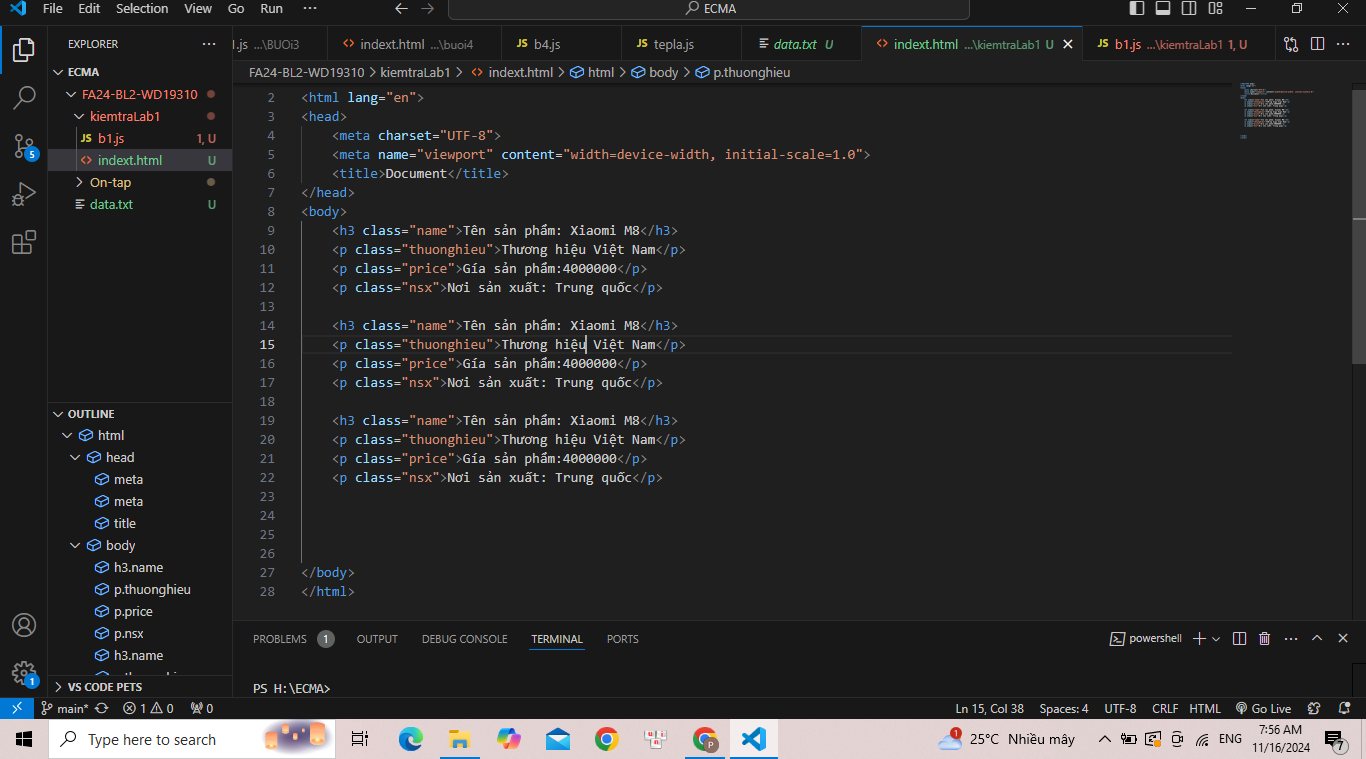 File Edit Selection View Go Run ··· ECMA
EXPLORER ···
l.js ...\BUOi3 indext.html ...\buoi4 b4.js tepla.js data.txt U indext.html ...\kiemtraLab1 U b1.js ...\kiemtraLab1 1, U ···
FA24-BL2-WD19310 > kiemtraLab1 > indext.html > html > body > p.thuonghieu
ECMA
FA24-BL2-WD19310
kiemtraLab1
JS b1.js 1, U
indext.html U
On-tap
data.txt U
OUTLINE
html
head
meta
meta
title
body
h3.name
p.thuonghieu
p.price
p.nsx
h3.name
VS CODE PETS
2 <html lang="en">
3 <head>
4 <meta charset="UTF-8">
5 <meta name="viewport" content="width=device-width, initial-scale=1.0">
6 <title>Document</title>
7 </head>
8 <body>
9 <h3 class="name">Tên sản phẩm: Xiaomi M8</h3>
10 <p class="thuonghieu">Thương hiệu Việt Nam</p>
11 <p class="price">Gía sản phẩm:4000000</p>
12 <p class="nsx">Nơi sản xuất: Trung quốc</p>
13
14 <h3 class="name">Tên sản phẩm: Xiaomi M8</h3>
15 <p class="thuonghieu">Thương hiệu Việt Nam</p>
16 <p class="price">Gía sản phẩm:4000000</p>
17 <p class="nsx">Nơi sản xuất: Trung quốc</p>
18
19 <h3 class="name">Tên sản phẩm: Xiaomi M8</h3>
20 <p class="thuonghieu">Thương hiệu Việt Nam</p>
21 <p class="price">Gía sản phẩm:4000000</p>
22 <p class="nsx">Nơi sản xuất: Trung quốc</p>
23
24
25
26
27 </body>
28 </html>
PROBLEMS 1 OUTPUT DEBUG CONSOLE TERMINAL PORTS powershell ···
PS H:\ECMA>
5
1
main* 1 0 0 Ln 15, Col 38 Spaces: 4 UTF-8 CRLF HTML Go Live
Type here to search P 1 25°C Nhiều mây ENG 7:56 AM
11/16/2024 7